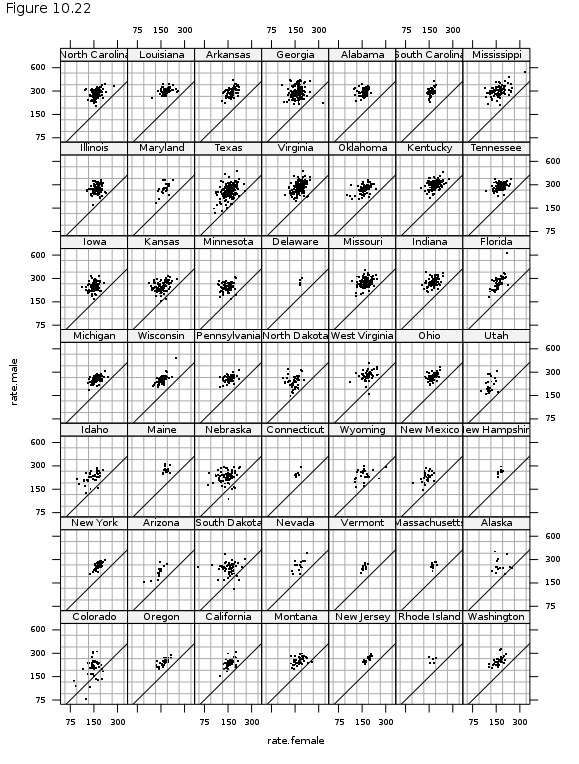 Figure 10.22
75 150 300 75 150 300 75 150 300
North Carolina Louisiana Arkansas Georgia Alabama South Carolina Mississippi
600
300
150
75
Illinois Maryland Texas Virginia Oklahoma Kentucky Tennessee
600
300
150
75
Iowa Kansas Minnesota Delaware Missouri Indiana Florida
600
300
150
75
Michigan Wisconsin Pennsylvania North Dakota West Virginia Ohio Utah
600
300
150
75
rate.male
Idaho Maine Nebraska Connecticut Wyoming New Mexico ew Hampshir
600
300
150
75
New York Arizona South Dakota Nevada Vermont Massachusetts Alaska
600
300
150
75
Colorado Oregon California Montana New Jersey Rhode Island Washington
600
300
150
75
75 150 300 75 150 300 75 150 300 75 150 300
rate.female